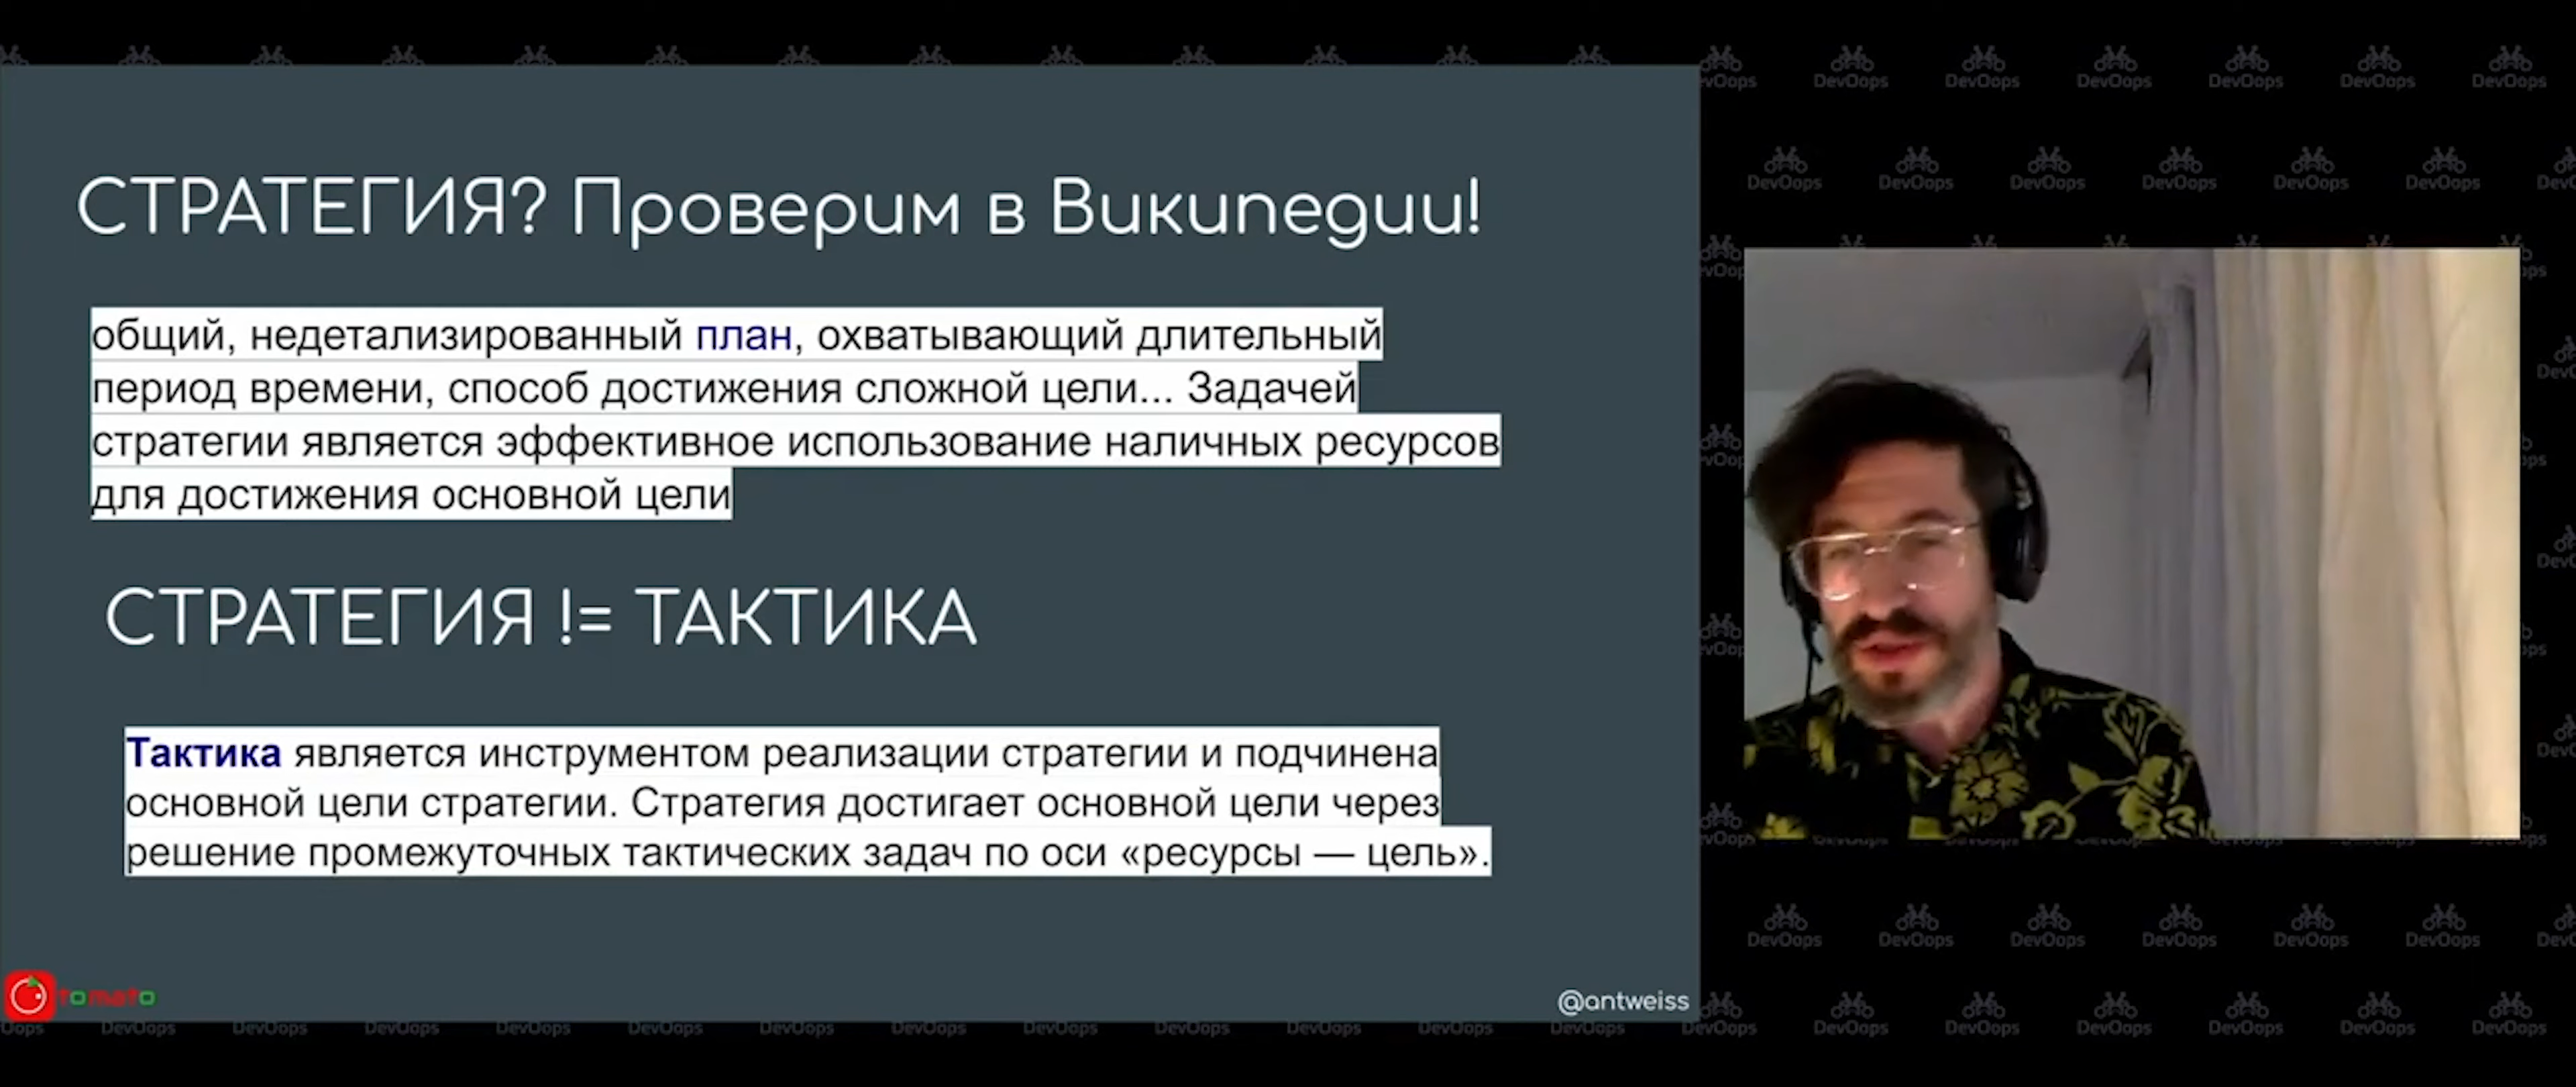 СТРАТЕГИЯ? Проверим в Википедии!
общий, недетализированный план, охватывающий длительный
период времени, способ достижения сложной цели... Задачей
стратегии является эффективное использование наличных ресурсов
для достижения основной цели
СТРАТЕГИЯ != ТАКТИКА
Тактика является инструментом реализации стратегии и подчинена
основной цели стратегии. Стратегия достигает основной цели через
решение промежуточных тактических задач по оси «ресурсы — цель».
tomato
@antweiss
DevOops